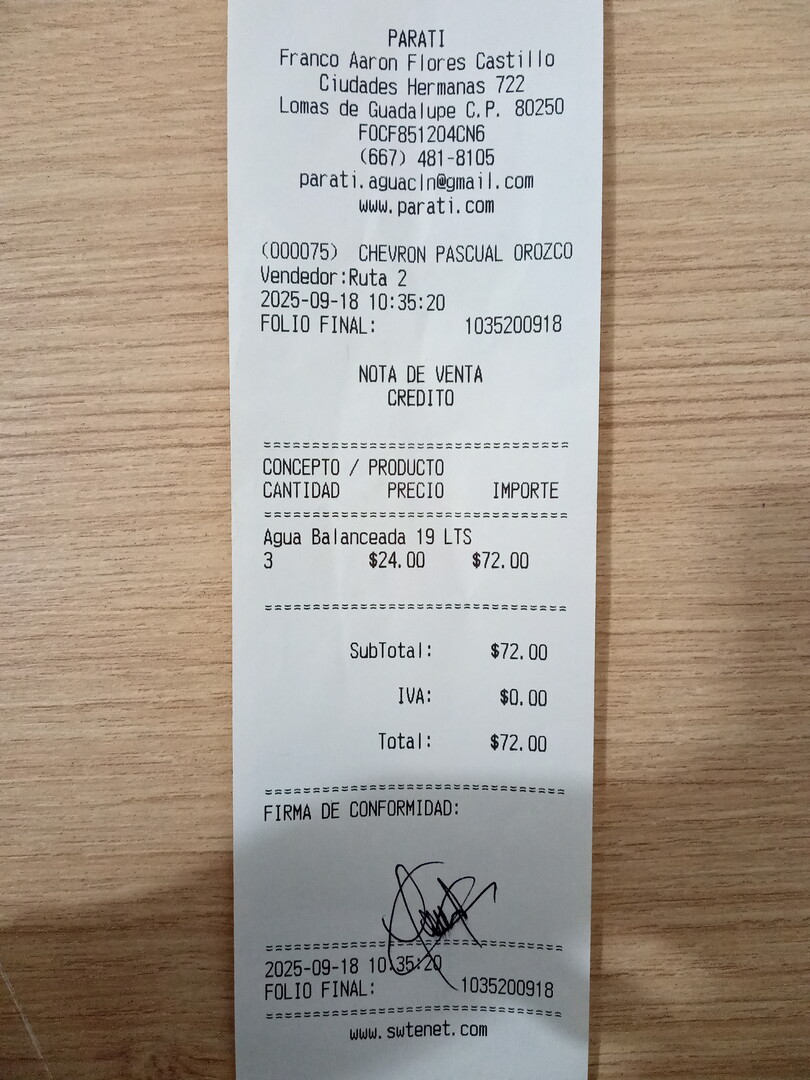 PARATI
Franco Aaron Flores Castillo
Ciudades Hermanas 722
Lomas de Guadalupe C.P. 80250
FOCF851204CN6
(667) 481-8105
parati.aguacln@gmail.com
www.parati.com
(000075) CHEVRON PASCUAL OROZCO
Vendedor:Ruta 2
2025-09-18 10:35:20
FOLIO FINAL: 1035200918
NOTA DE VENTA
CREDITO
===============================
CONCEPTO / PRODUCTO
CANTIDAD PRECIO IMPORTE
===============================
Agua Balanceada 19 LTS
3 $24.00 $72.00
===============================
SubTotal: $72.00
IVA: $0.00
Total: $72.00
===============================
FIRMA DE CONFORMIDAD:
===============================
2025-09-18 10:35:20
FOLIO FINAL: 1035200918
===============================
www.swtenet.com